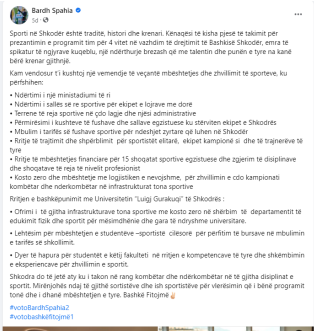 Bardh Spahia
5d
Sporti në Shkodër është traditë, histori dhe krenari. Kënaqësi të kisha pjesë të takimit për
prezantimin e programit tim për 4 vitet në vazhdim të drejtimit të Bashkisë Shkodër, emra të
spikatur të ngjyrave kuqeblu, një ndërthurje brezash që me talentin dhe punën e tyre na kanë
bërë krenar gjithnjë.
Kam vendosur t'i kushtoj një vemendje të veçantë mbështetjes dhe zhvillimit të sporteve, ku
përfshihen:
• Ndërtimi i një ministadiumi të ri
• Ndërtimi i sallës së re sportive për ekipet e lojrave me dorë
• Terrene të reja sportive në çdo lagje dhe njësi administrative
• Përmirësimi i kushteve të fushave dhe sallave egzistuese ku stërviten ekipet e Shkodrës
• Mbulim i tarifës së fushave sportive për ndeshjet zyrtare që luhen në Shkodër
• Rritje të trajtimit dhe shpërblimit për sportistët elitarë, ekipet kampionë si dhe të trajnerëve të
tyre
• Rritje të mbështetjes financiare për 15 shoqatat sportive egzistuese dhe zgjerim të disiplinave
dhe shoqatave të reja të nivelit profesionist
• Kosto zero dhe mbështetje me logjistiken e nevojshme, për zhvillimin e cdo kampionati
kombëtar dhe nderkombëtar në infrastrukturat tona sportive
Rritjen e bashkëpunimit me Universitetin "Luigj Gurakuqi" të Shkodrës :
• Ofrimi i të gjitha infrastrukturave tona sportive me kosto zero në shërbim të departamentit të
edukimit fizik dhe sportit për mësimdhënie dhe gara të ndryshme universitare.
• Lehtësim për mbështetjen e studentëve –sportistë cilësorë për përfitim të bursave në mbulimin
e tarifës së shkollimit.
• Dyer të hapura për studentët e këtij fakulteti në rritjen e kompetencave të tyre dhe shkëmbimin
e eksperiencave për zhvillimin e sportit.
Shkodra do të jetë aty ku i takon në rang kombëtar dhe ndërkombëtar në të gjitha disiplinat e
sportit. Mirënjohës ndaj të gjithë sportistëve dhe ish sportistëve për vlerësimin që i bënë programit
tonë dhe i dhanë mbështetjen e tyre. Bashkë Fitojmë✌
#votoBardhSpahia2
#votobashkëfitojmë1